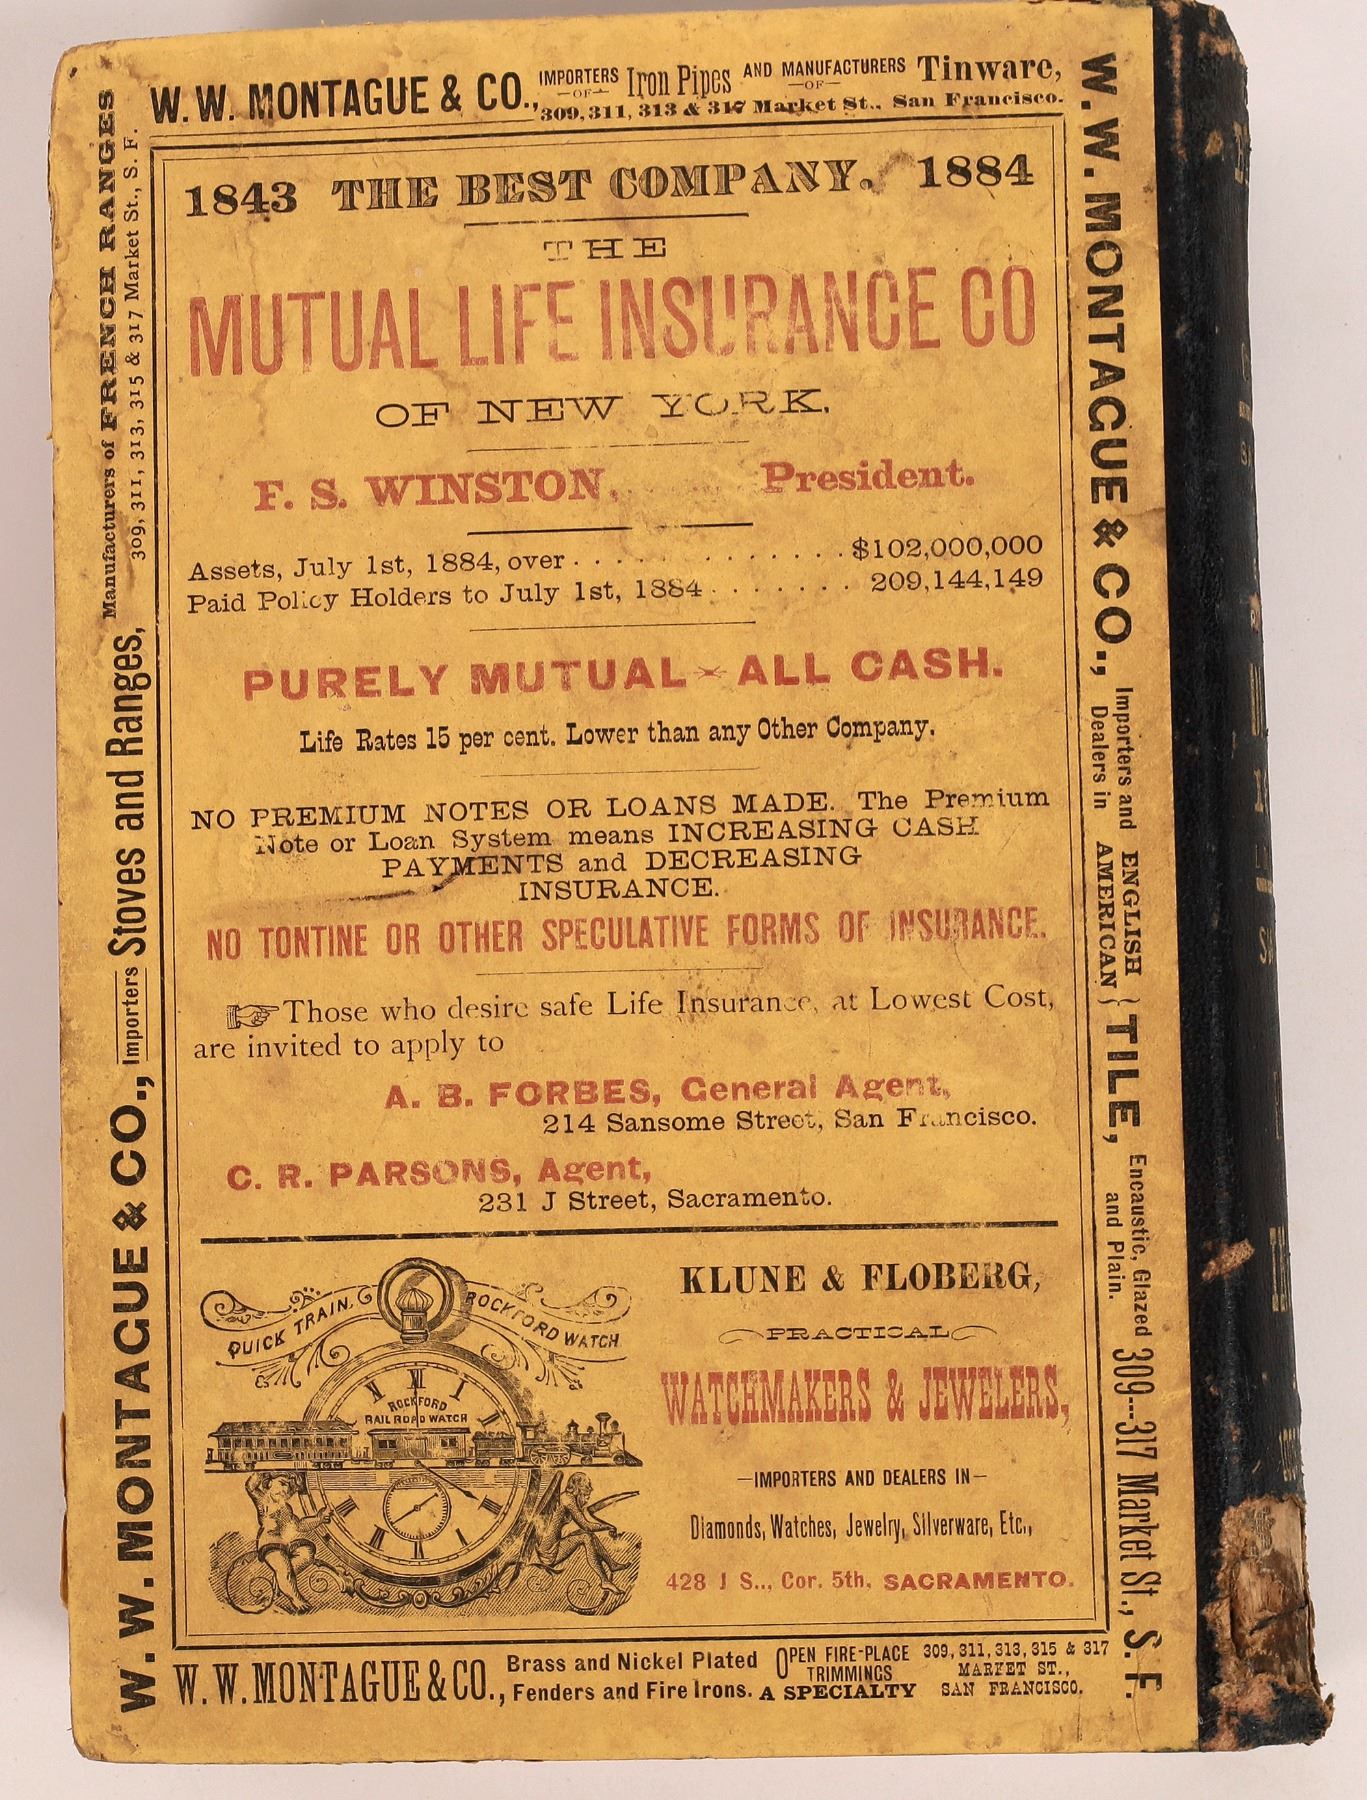 W. W. MONTAGUE & CO., IMPORTERS -OF- Iron Pipes AND MANUFACTURERS -OF- Tinware,
309, 311, 313 & 317 Market St., San Francisco.
1843 THE BEST COMPANY. 1884
THE
MUTUAL LIFE INSURANCE CO
OF NEW YORK.
F. S. WINSTON, President.
Assets, July 1st, 1884, over . . . . . . . . . . . . . . $102,000,000
Paid Policy Holders to July 1st, 1884 . . . . . . . 209,144,149
PURELY MUTUAL ALL CASH.
Life Rates 15 per cent. Lower than any Other Company.
NO PREMIUM NOTES OR LOANS MADE. The Premium
Note or Loan System means INCREASING CASH
PAYMENTS and DECREASING
INSURANCE.
NO TONTINE OR OTHER SPECULATIVE FORMS OF INSURANCE.
☞Those who desire safe Life Insurance, at Lowest Cost,
are invited to apply to
A. B. FORBES, General Agent,
214 Sansome Street, San Francisco.
C. R. PARSONS, Agent,
231 J Street, Sacramento.
QUICK TRAIN. ROCKFORD WATCH
ROCKFORD
RAILROAD WATCH
KLUNE & FLOBERG,
PRACTICAL
WATCHMAKERS & JEWELERS,
—IMPORTERS AND DEALERS IN—
Diamonds, Watches, Jewelry, Silverware, Etc.,
428 J S.., Cor. 5th, SACRAMENTO.
W. W. MONTAGUE & CO., Brass and Nickel Plated
Fenders and Fire Irons.
OPEN FIRE-PLACE
TRIMMINGS
A SPECIALTY
309, 311, 313, 315 & 317
MARKET ST.,
SAN FRANCISCO.
W. W. MONTAGUE & CO., Importers Stoves and Ranges,
Manufacturers of FRENCH RANGES
309, 311, 313, 315 & 317 Market St., S. F.
W. W. MONTAGUE & CO., Importers and
Dealers in
ENGLISH
AMERICAN
TILE,
Encaustic, Glazed
and Plain.
309---317 Market St., S. F.